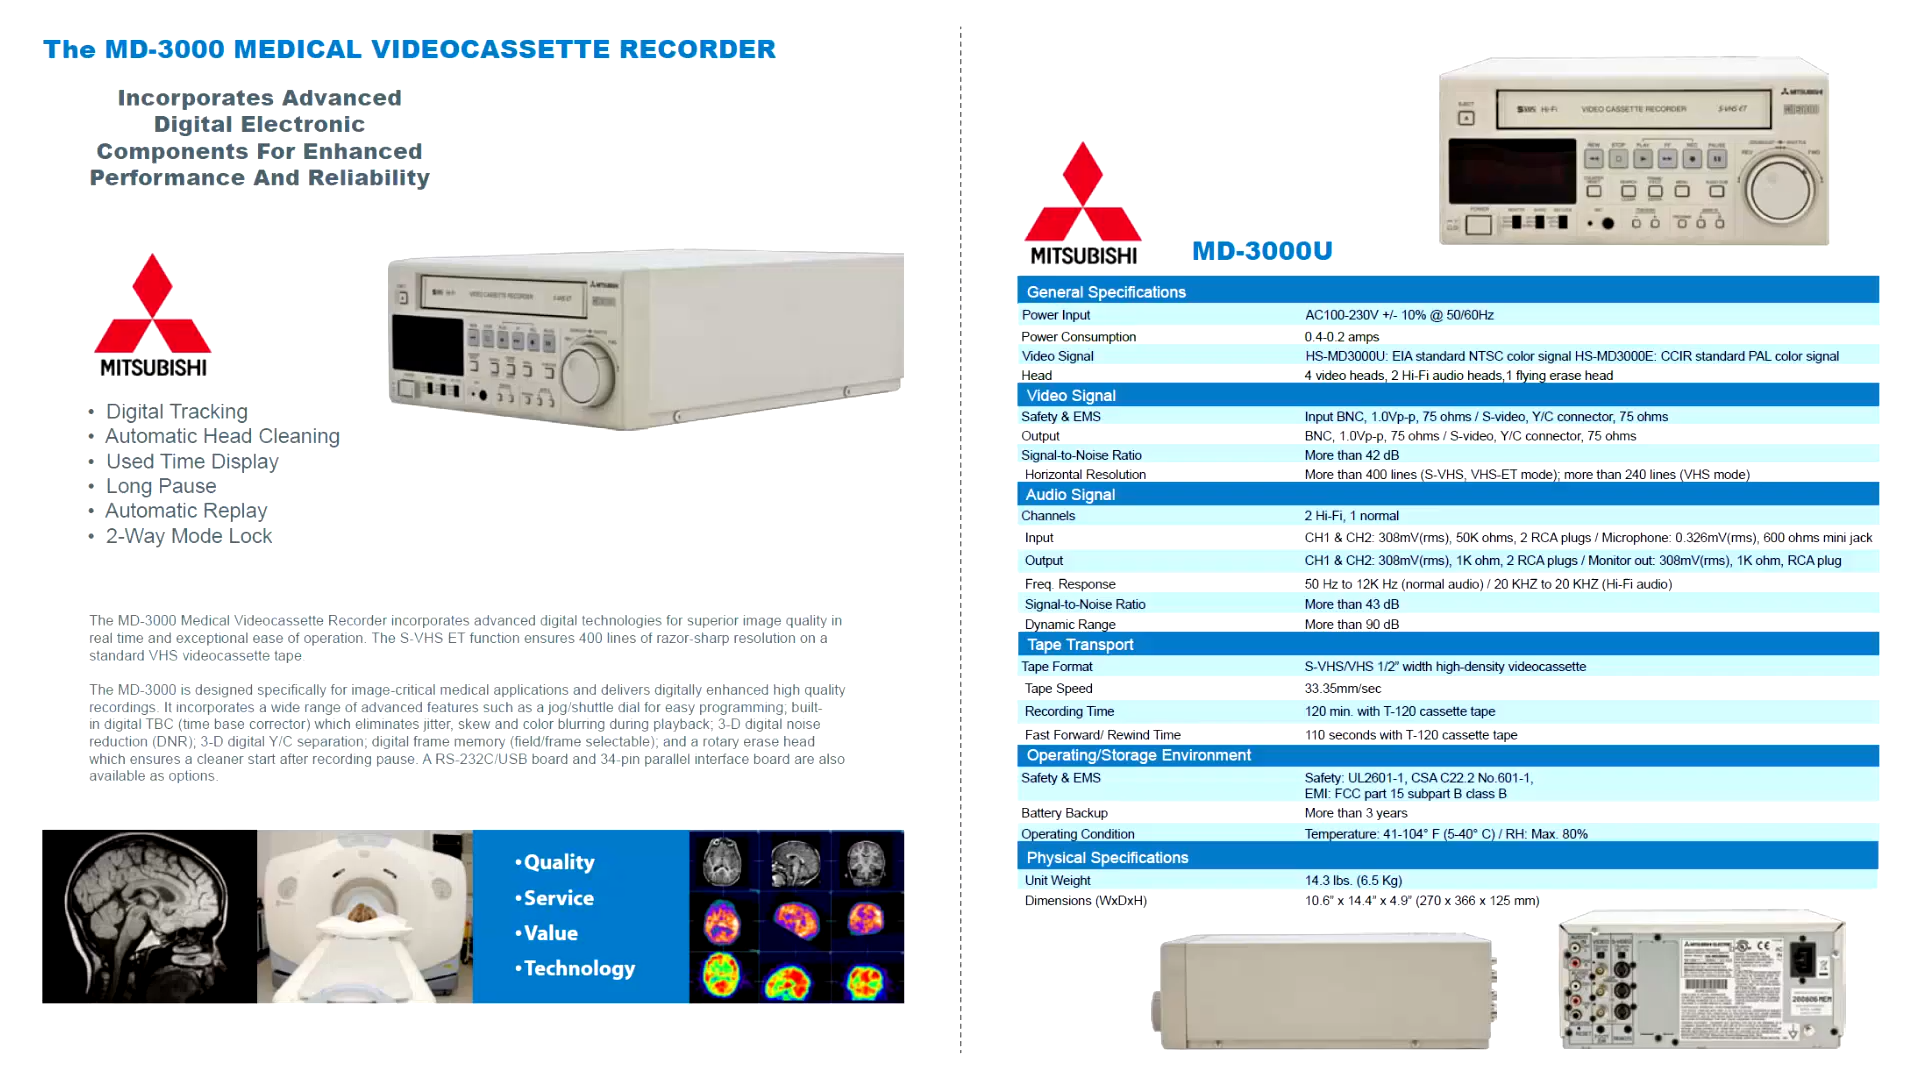 The MD-3000 MEDICAL VIDEOCASSETTE RECORDER
Incorporates Advanced
Digital Electronic
Components For Enhanced
Performance And Reliability
MITSUBISHI
• Digital Tracking
• Automatic Head Cleaning
• Used Time Display
• Long Pause
• Automatic Replay
• 2-Way Mode Lock
The MD-3000 Medical Videocassette Recorder incorporates advanced digital technologies for superior image quality in
real time and exceptional ease of operation. The S-VHS ET function ensures 400 lines of razor-sharp resolution on a
standard VHS videocassette tape
The MD-3000 is designed specifically for image-critical medical applications and delivers digitally enhanced high quality
recordings. It incorporates a wide range of advanced features such as a jog/shuttle dial for easy programming; built-
in digital TBC (time base corrector) which eliminates jitter, skew and color blurring during playback; 3-D digital noise
reduction (DNR); 3-D digital Y/C separation; digital frame memory (field/frame selectable); and a rotary erase head
which ensures a cleaner start after recording pause. A RS-232C/USB board and 34-pin parallel interface board are also
available as options.
•Quality
•Service
•Value
•Technology
MITSUBISHI
MD-3000U
EJECT
S-VHS Hi-Fi VIDEO CASSETTE RECORDER S-VHS ET
MITSUBISHI
MD3000
REW STOP PLAY FF REC PAUSE
POWER
General Specifications
Power Input AC100-230V +/- 10% @ 50/60Hz
Power Consumption 0.4-0.2 amps
Video Signal HS-MD3000U: EIA standard NTSC color signal HS-MD3000E: CCIR standard PAL color signal
Head 4 video heads, 2 Hi-Fi audio heads,1 flying erase head
Video Signal
Safety & EMS Input BNC, 1.0Vp-p, 75 ohms / S-video, Y/C connector, 75 ohms
Output BNC, 1.0Vp-p, 75 ohms / S-video, Y/C connector, 75 ohms
Signal-to-Noise Ratio More than 42 dB
Horizontal Resolution More than 400 lines (S-VHS, VHS-ET mode); more than 240 lines (VHS mode)
Audio Signal
Channels 2 Hi-Fi, 1 normal
Input CH1 & CH2: 308mV(rms), 50K ohms, 2 RCA plugs / Microphone: 0.326mV(rms), 600 ohms mini jack
Output CH1 & CH2: 308mV(rms), 1K ohm, 2 RCA plugs / Monitor out: 308mV(rms), 1K ohm, RCA plug
Freq. Response 50 Hz to 12K Hz (normal audio) / 20 KHZ to 20 KHZ (Hi-Fi audio)
Signal-to-Noise Ratio More than 43 dB
Dynamic Range More than 90 dB
Tape Transport
Tape Format S-VHS/VHS 1/2" width high-density videocassette
Tape Speed 33.35mm/sec
Recording Time 120 min. with T-120 cassette tape
Fast Forward/ Rewind Time 110 seconds with T-120 cassette tape
Operating/Storage Environment
Safety & EMS Safety: UL2601-1, CSA C22.2 No.601-1,
EMI: FCC part 15 subpart B class B
Battery Backup More than 3 years
Operating Condition Temperature: 41-104° F (5-40° C) / RH: Max. 80%
Physical Specifications
Unit Weight 14.3 lbs. (6.5 Kg)
Dimensions (WxDxH) 10.6" x 14.4" x 4.9" (270 x 366 x 125 mm)